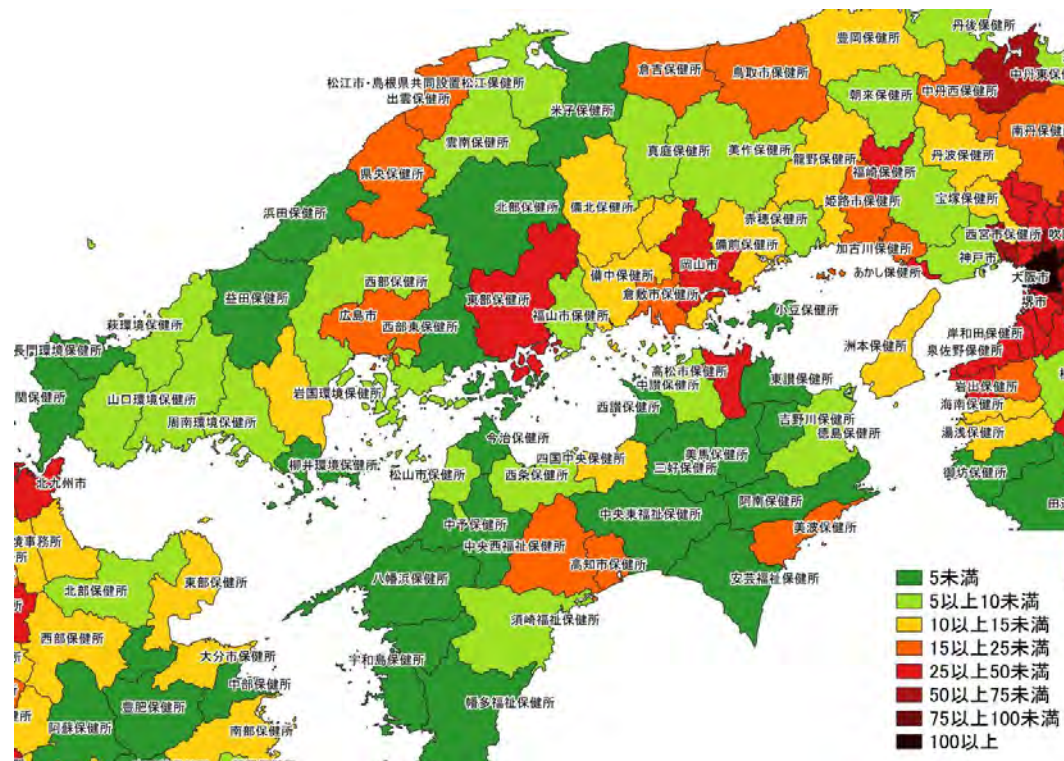 丹後保健所
豊岡保健所
倉吉保健所
鳥取市保健所
中丹東保
松江市・島根県共同設置松江保健所
出雲保健所
米子保健所
朝来保健所
中丹西保健所
南丹保
雲南保健所
真庭保健所
美作保健所
龍野保健所
丹波保健所
福崎保健所
県央保健所
宝塚保健所
浜田保健所
北部保健所
備北保健所
赤穂保健所
姫路市保健所
西宮市保健所
吹
備前保健所
加古川保健所
神戸市
西部保健所
備中保健所
岡山市
あかし保健所
大阪市
益田保健所
東部保健所
倉敷市保健所
堺市
萩環境保健所
広島市
西部東保健所
福山市保健所
小豆保健所
岸和田保健所
長門環境保健所
洲本保健所
泉佐野保健所
高松市保健所
中讃保健所
東讃保健所
関保健所
山口環境保健所
岩国環境保健所
岩出保健所
西讃保健所
海南保健所
周南環境保健所
吉野川保健所
徳島保健所
湯浅保健所
今治保健所
四国中央保健所
美馬保健所
三好保健所
御坊保健所
柳井環境保健所
松山市保健所
西条保健所
北九州市
阿南保健所
田辺
中予保健所
中央東福祉保健所
美波保健所
境事務所
所
中央西福祉保健所
高知市保健所
八幡浜保健所
安芸福祉保健所
北部保健所
東部保健所
所
須崎福祉保健所
西部保健所
大分市保健所
宇和島保健所
中部保健所
幡多福祉保健所
豊肥保健所
健所
阿蘇保健所
南部保健所
5未満
5以上10未満
10以上15未満
15以上25未満
25以上50未満
50以上75未満
75以上100未満
100以上